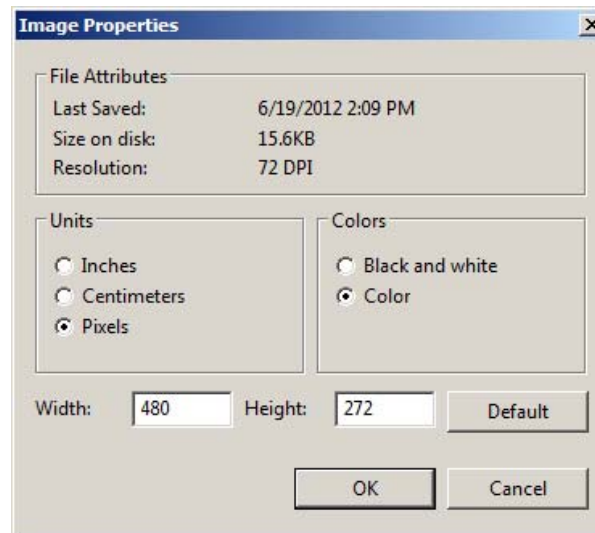 Image Properties
File Attributes
Last Saved: 6/19/2012 2:09 PM
Size on disk: 15.6KB
Resolution: 72 DPI
Units
Colors
Inches
Black and white
Centimeters
Color
Pixels
Width: 480 Height: 272 Default
OK Cancel